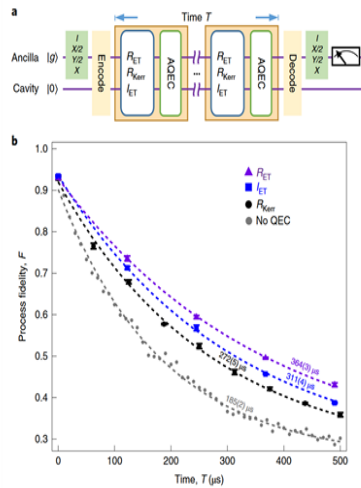 a
Time T
Ancilla |g⟩
I
X/2
Y/2
X
Encode
R_ET
R_Kerr
I_ET
AQEC
...
R_ET
R_Kerr
I_ET
AQEC
Decode
I
X/2
Y/2
X
Cavity |0⟩
b
Process fidelity, F
1.0
0.9
0.8
0.7
0.6
0.5
0.4
0.3
R_ET
I_ET
R_Kerr
No QEC
364(3) μs
311(4) μs
272(5) μs
185(2) μs
0
100
200
300
400
500
Time, T (μs)